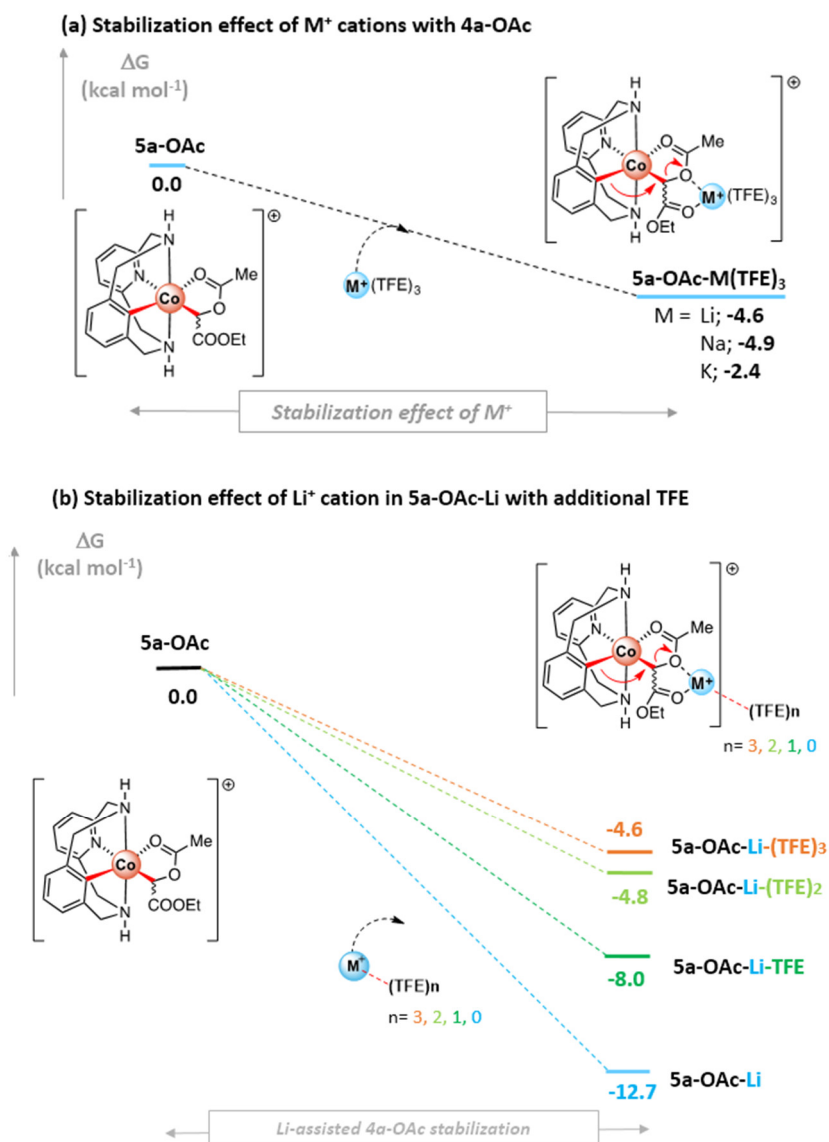 (a) Stabilization effect of M⁺ cations with 4a-OAc
ΔG
(kcal mol⁻¹)
5a-OAc
0.0
H
N
N
O
Me
Co
O
COOEt
N
H
⊕
M⁺(TFE)₃
H
N
N
O
Me
Co
O
M⁺(TFE)₃
O
OEt
N
H
⊕
5a-OAc-M(TFE)₃
M = Li; -4.6
Na; -4.9
K; -2.4
Stabilization effect of M⁺
(b) Stabilization effect of Li⁺ cation in 5a-OAc-Li with additional TFE
ΔG
(kcal mol⁻¹)
5a-OAc
0.0
H
N
N
O
Me
Co
O
COOEt
N
H
⊕
M⁺
(TFE)n
n= 3, 2, 1, 0
H
N
N
O
Me
Co
O
M⁺
O
OEt
N
H
⊕
(TFE)n
n= 3, 2, 1, 0
-4.6
5a-OAc-Li-(TFE)₃
-4.8
5a-OAc-Li-(TFE)₂
-8.0
5a-OAc-Li-TFE
-12.7
5a-OAc-Li
Li-assisted 4a-OAc stabilization